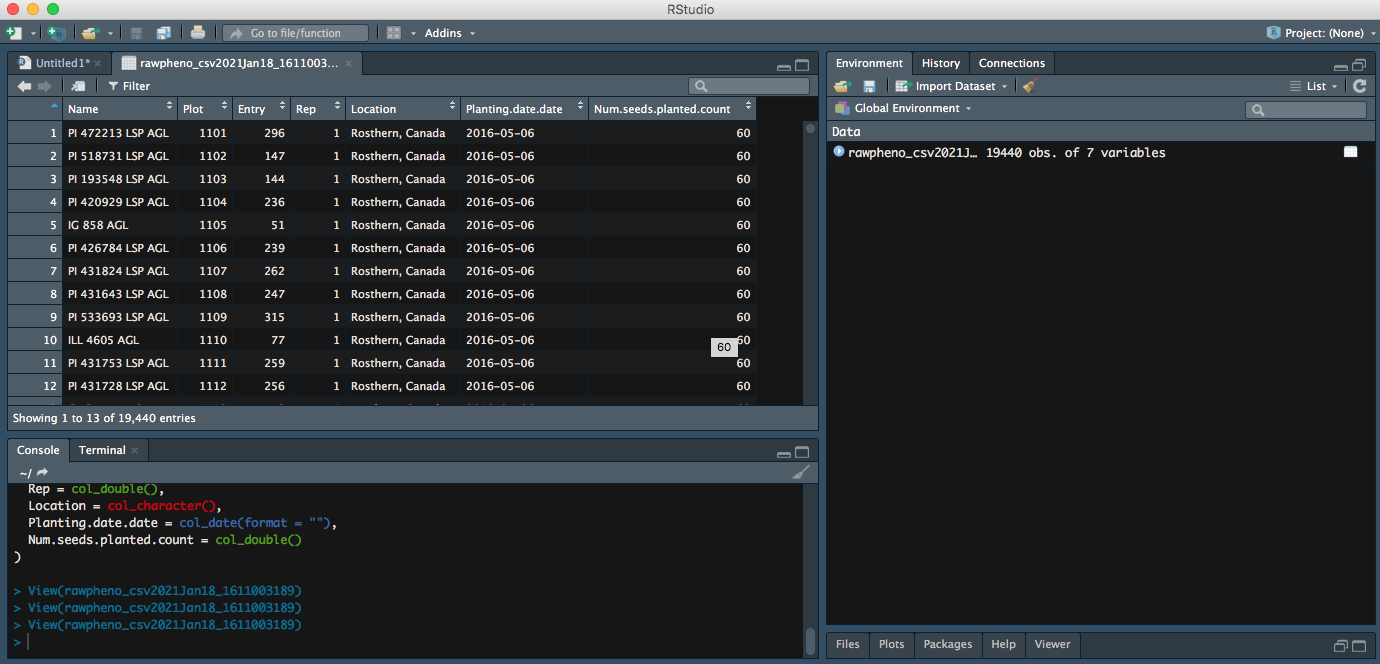 RStudio
Go to file/function Addins Project: (None)
Untitled1* rawpheno_csv2021Jan18_1611003...
Filter
Name Plot Entry Rep Location Planting.date.date Num.seeds.planted.count
1 PI 472213 LSP AGL 1101 296 1 Rosthern, Canada 2016-05-06 60
2 PI 518731 LSP AGL 1102 147 1 Rosthern, Canada 2016-05-06 60
3 PI 193548 LSP AGL 1103 144 1 Rosthern, Canada 2016-05-06 60
4 PI 420929 LSP AGL 1104 236 1 Rosthern, Canada 2016-05-06 60
5 IG 858 AGL 1105 51 1 Rosthern, Canada 2016-05-06 60
6 PI 426784 LSP AGL 1106 239 1 Rosthern, Canada 2016-05-06 60
7 PI 431824 LSP AGL 1107 262 1 Rosthern, Canada 2016-05-06 60
8 PI 431643 LSP AGL 1108 247 1 Rosthern, Canada 2016-05-06 60
9 PI 533693 LSP AGL 1109 315 1 Rosthern, Canada 2016-05-06 60
10 ILL 4605 AGL 1110 77 1 Rosthern, Canada 2016-05-06 60
60
11 PI 431753 LSP AGL 1111 259 1 Rosthern, Canada 2016-05-06 60
12 PI 431728 LSP AGL 1112 256 1 Rosthern, Canada 2016-05-06 60
Showing 1 to 13 of 19,440 entries
Console Terminal
~/
Rep = col_double(),
Location = col_character(),
Planting.date.date = col_date(format = ""),
Num.seeds.planted.count = col_double()
)
> View(rawpheno_csv2021Jan18_1611003189)
> View(rawpheno_csv2021Jan18_1611003189)
> View(rawpheno_csv2021Jan18_1611003189)
>
Environment History Connections
Import Dataset List
Global Environment
Data
rawpheno_csv2021J... 19440 obs. of 7 variables
Files Plots Packages Help Viewer